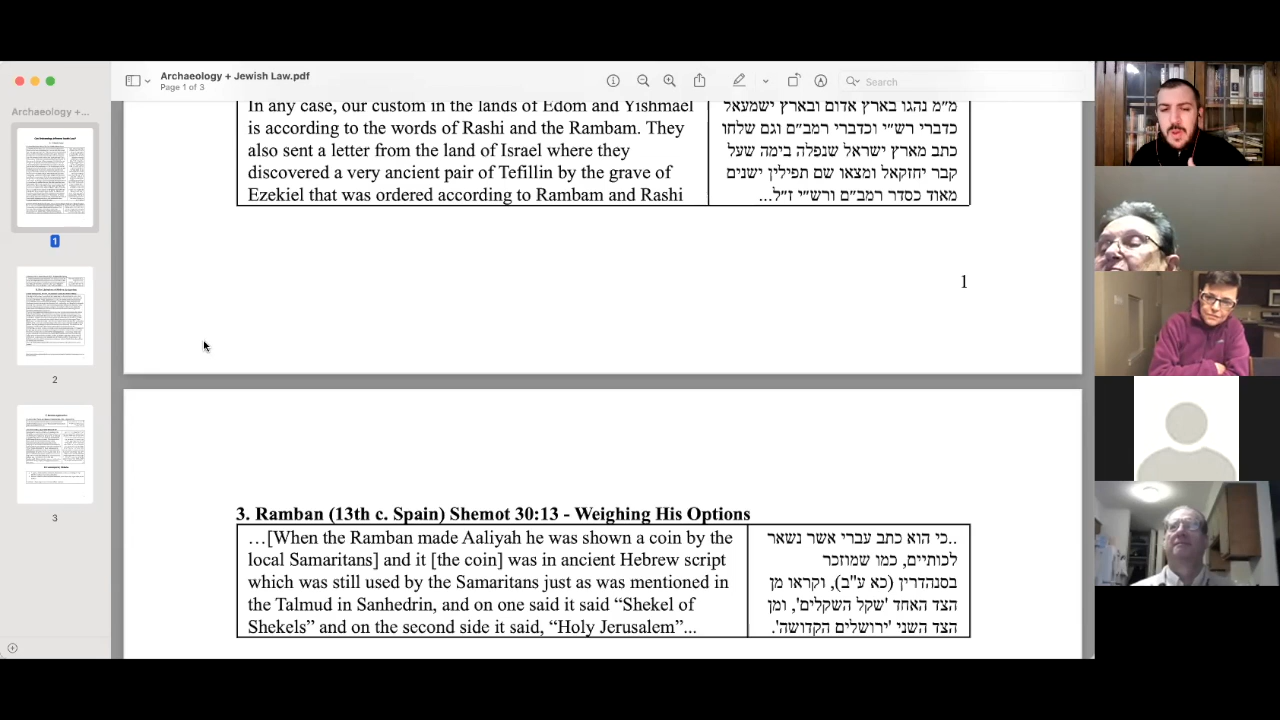 Archaeology + Jewish Law.pdf
Page 1 of 3
Search
Archaeology +...
1
2
3
In any case, our custom in the lands of Edom and Yishmael
is according to the words of Rashi and the Rambam. They
also sent a letter from the land of Israel where they
discovered a very ancient pair of Tefillin by the grave of
Ezekiel that was ordered according to Rambam and Rashi
מ״מ נהגו בארץ אדום ובארץ ישמעאל
כדברי רש״י וכדברי רמב״ם וגם שלחו
כתב מארץ ישראל שנפלה בימה שעל
קבר יחזקאל ומצאו שם תפילין ישנים
מאוד כסדר רמב״ם ורש״י ז״ל...
1
3. Ramban (13th c. Spain) Shemot 30:13 - Weighing His Options
…[When the Ramban made Aaliyah he was shown a coin by the
local Samaritans] and it [the coin] was in ancient Hebrew script
which was still used by the Samaritans just as was mentioned in
the Talmud in Sanhedrin, and on one said it said “Shekel of
Shekels” and on the second side it said, “Holy Jerusalem”...
..כי הוא כתב עברי אשר נשאר
לכותיים, כמו שמוזכר
בסנהדרין (כא ע"ב), וקראו מן
הצד האחד 'שקל השקלים', ומן
הצד השני 'ירושלים הקדושה'.